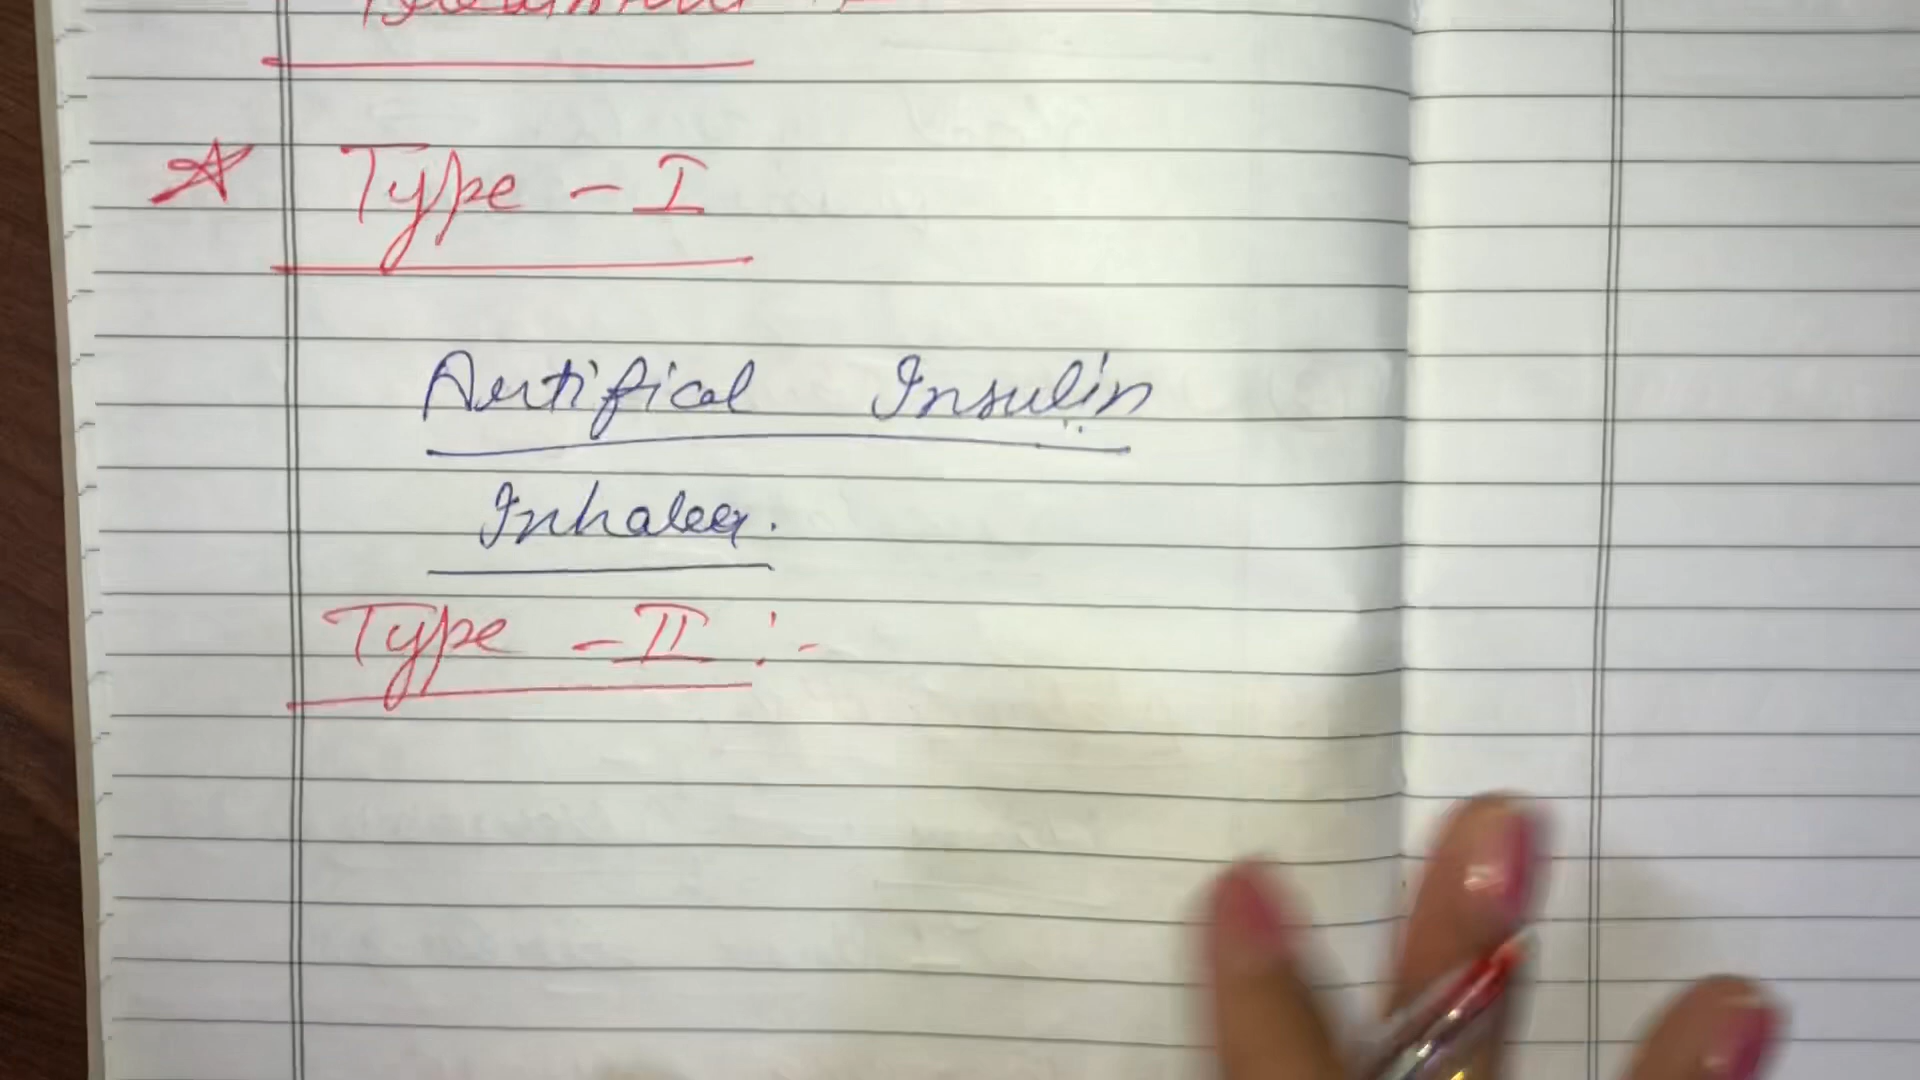 ☆ Type - I
Artifical Insulin
Inhaler.
Type - II :-